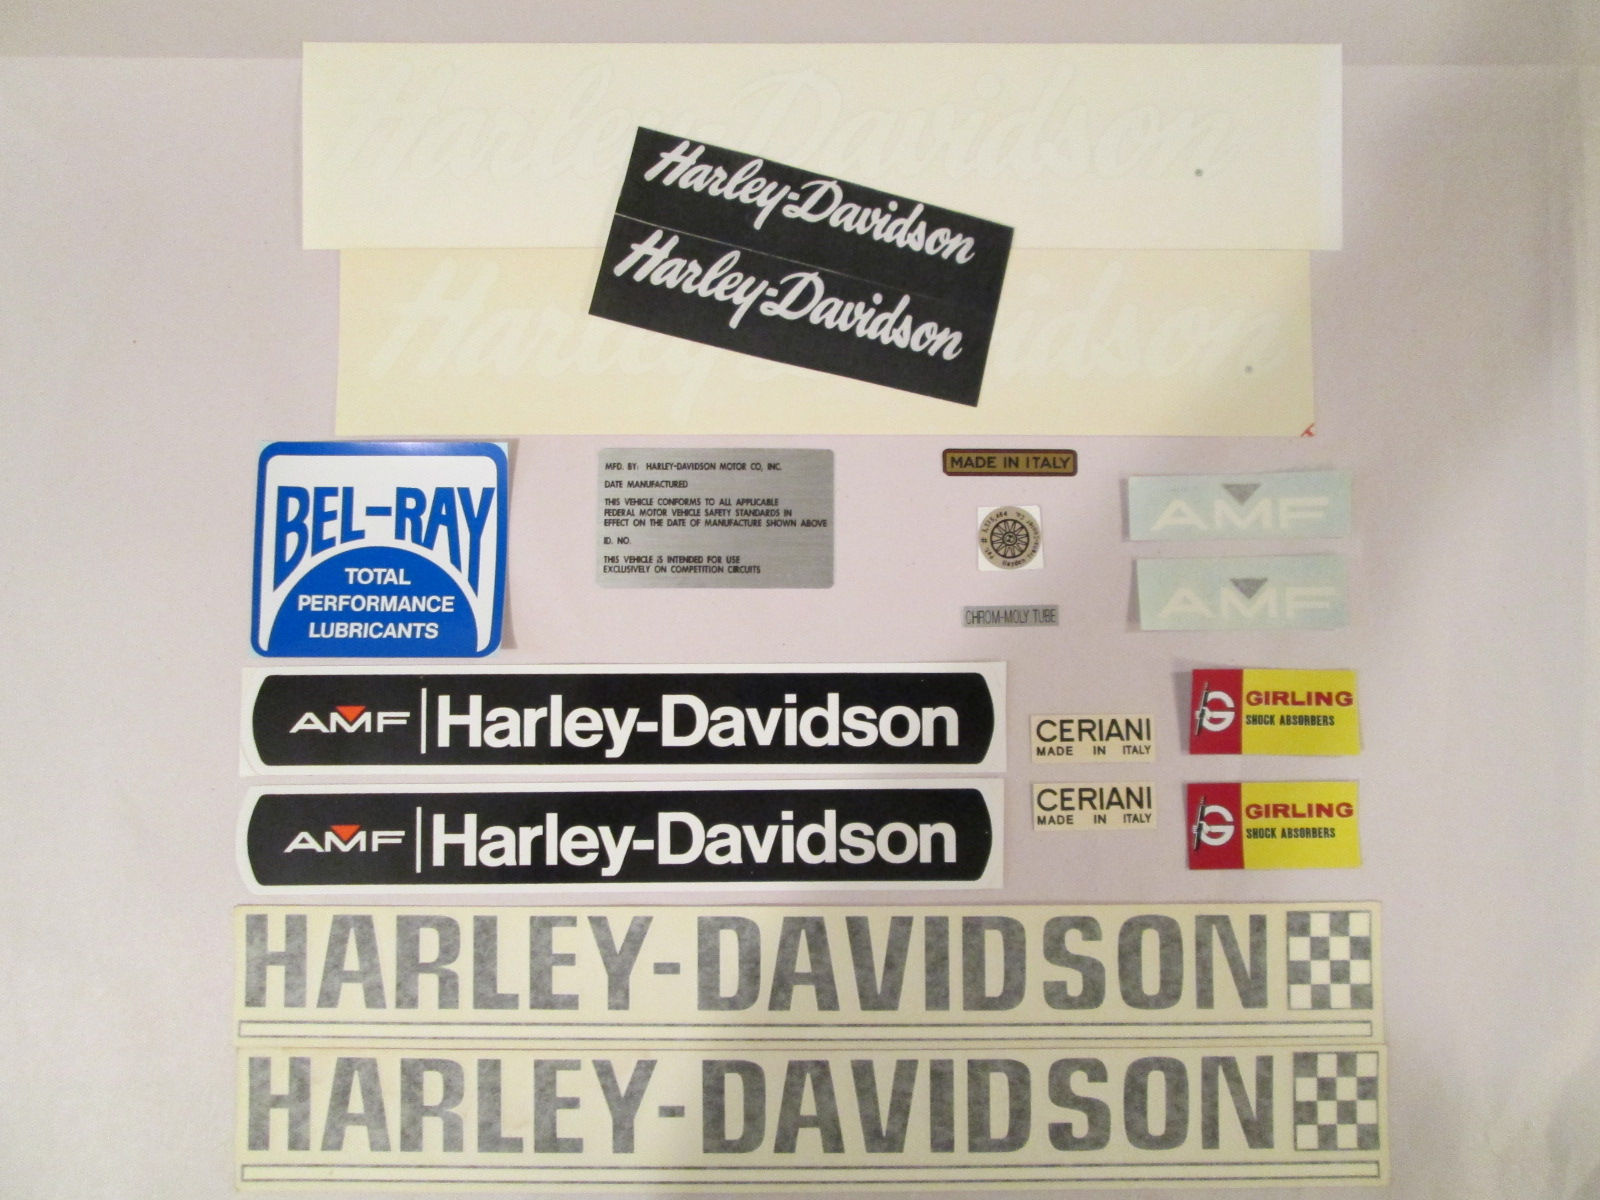 Harley-Davidson
Harley-Davidson
Harley-Davidson
Harley-Davidson
BEL-RAY
TOTAL
PERFORMANCE
LUBRICANTS
MFD. BY: HARLEY-DAVIDSON MOTOR CO, INC.
DATE MANUFACTURED
THIS VEHICLE CONFORMS TO ALL APPLICABLE
FEDERAL MOTOR VEHICLE SAFETY STANDARDS IN
EFFECT ON THE DATE OF MANUFACTURE SHOWN ABOVE
ID. NO.
THIS VEHICLE IS INTENDED FOR USE
EXCLUSIVELY ON COMPETITION CIRCUITS
MADE IN ITALY
CHROM-MOLY TUBE
AMF
AMF
AMF Harley-Davidson
AMF Harley-Davidson
CERIANI
MADE IN ITALY
CERIANI
MADE IN ITALY
G GIRLING
SHOCK ABSORBERS
G GIRLING
SHOCK ABSORBERS
HARLEY-DAVIDSON
HARLEY-DAVIDSON